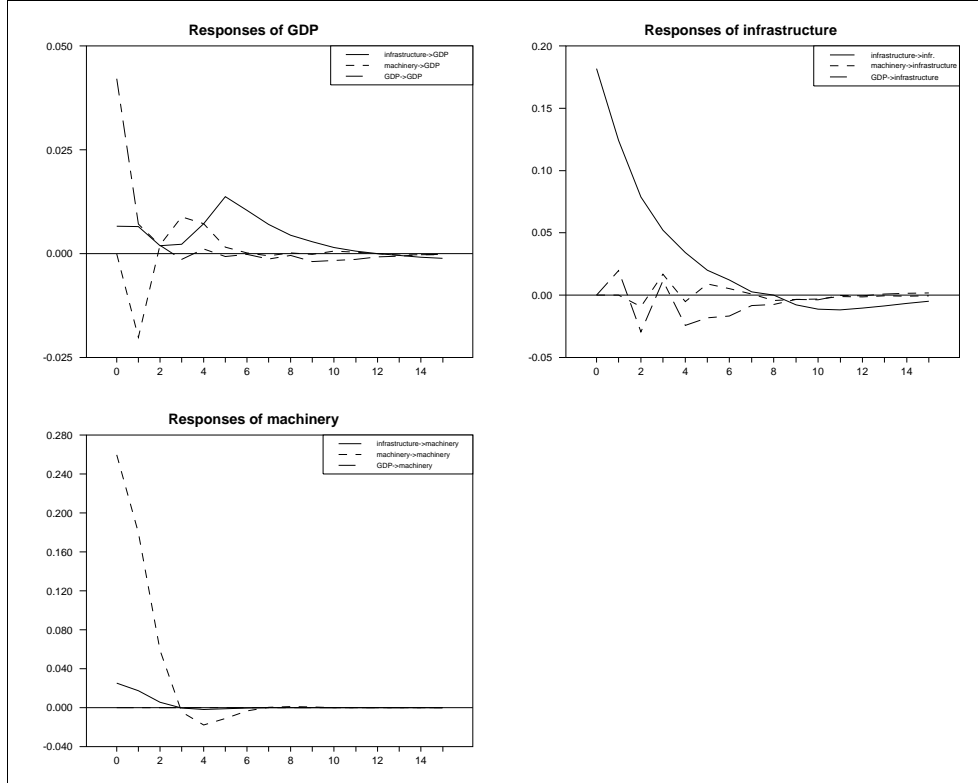 Responses of GDP
0.050
0.025
0.000
-0.025
infrastructure->GDP
machinery->GDP
GDP->GDP
0 2 4 6 8 10 12 14
Responses of infrastructure
0.20
0.15
0.10
0.05
0.00
-0.05
infrastructure->infr.
machinery->infrastructure
GDP->infrastructure
0 2 4 6 8 10 12 14
Responses of machinery
0.280
0.240
0.200
0.160
0.120
0.080
0.040
0.000
-0.040
infrastructure->machinery
machinery->machinery
GDP->machinery
0 2 4 6 8 10 12 14